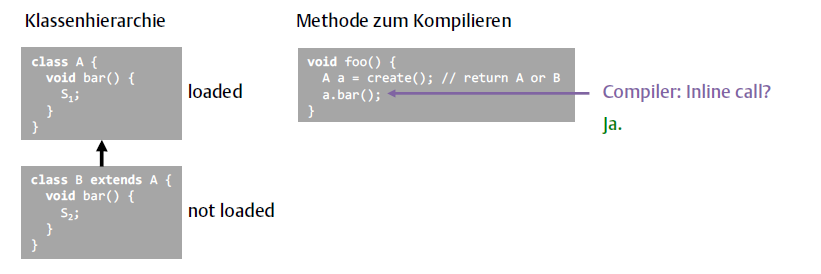 Klassenhierarchie
class A {
void bar() {
S1;
}
}
loaded
class B extends A {
void bar() {
S2;
}
}
not loaded
Methode zum Kompilieren
void foo() {
A a = create(); // return A or B
a.bar();
}
Compiler: Inline call?
Ja.